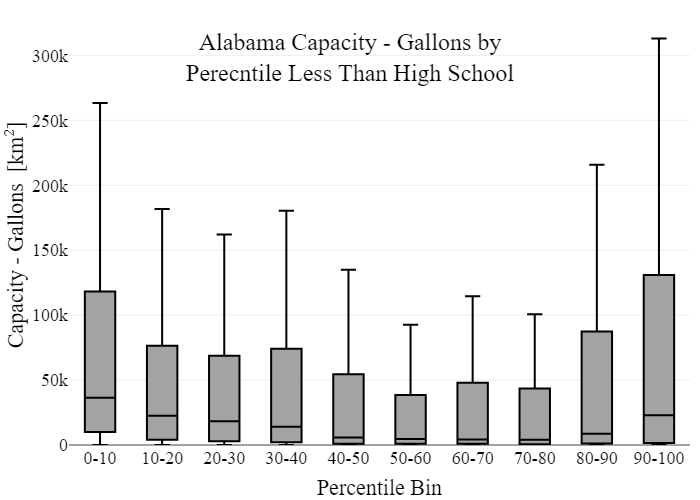 Alabama Capacity - Gallons by
Perecntile Less Than High School
Capacity - Gallons [km²]
300k
250k
200k
150k
100k
50k
0
0-10 10-20 20-30 30-40 40-50 50-60 60-70 70-80 80-90 90-100
Percentile Bin